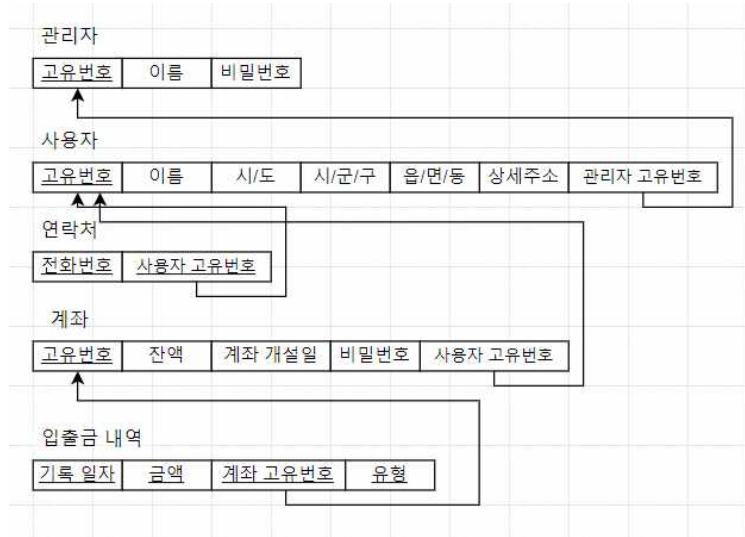 관리자
고유번호 이름 비밀번호
사용자
고유번호 이름 시/도 시/군/구 읍/면/동 상세주소 관리자 고유번호
연락처
전화번호 사용자 고유번호
계좌
고유번호 잔액 계좌 개설일 비밀번호 사용자 고유번호
입출금 내역
기록 일자 금액 계좌 고유번호 유형